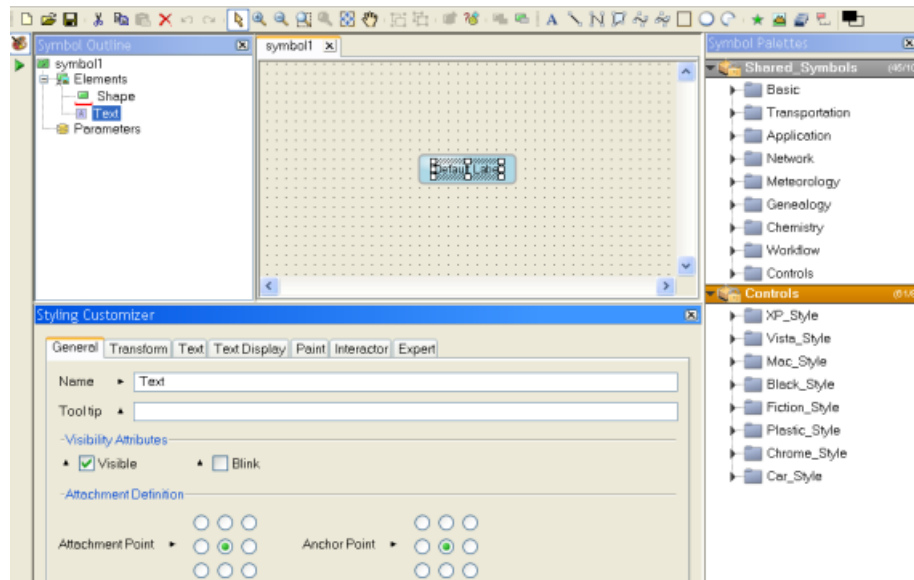 Symbol Outline
symbol1
Elements
Shape
Text
Parameters
symbol1
Default Label
Symbol Palettes
Shared_Symbols
Basic
Transportation
Application
Network
Meteorology
Genealogy
Chemistry
Workflow
Controls
Controls
XP_Style
Vista_Style
Mac_Style
Black_Style
Fiction_Style
Plastic_Style
Chrome_Style
Car_Style
Styling Customizer
General Transform Text Text Display Paint Interactor Expert
Name Text
Tooltip
Visibility Attributes
Visible Blink
Attachment Definition
Attachment Point Anchor Point